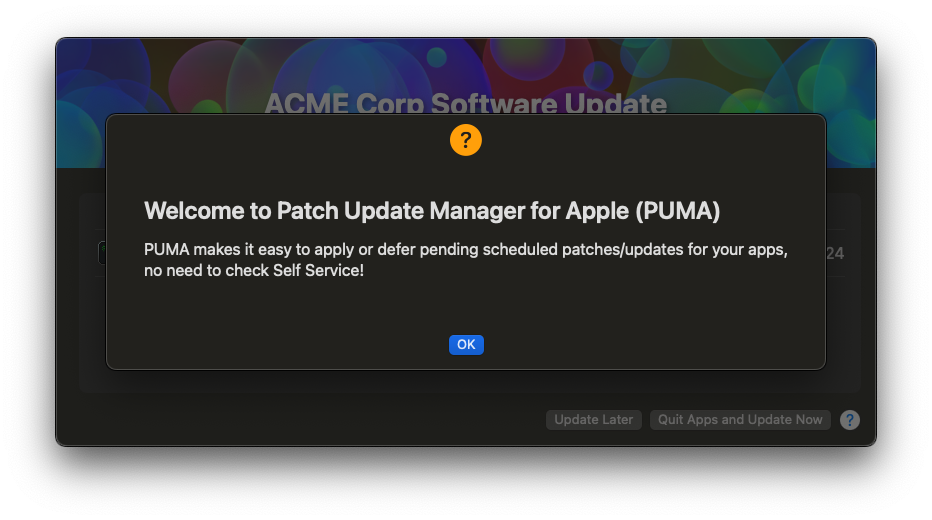 ACME Corp Software Update
?
Welcome to Patch Update Manager for Apple (PUMA)
PUMA makes it easy to apply or defer pending scheduled patches/updates for your apps,
no need to check Self Service!
24
OK
Update Later
Quit Apps and Update Now
?